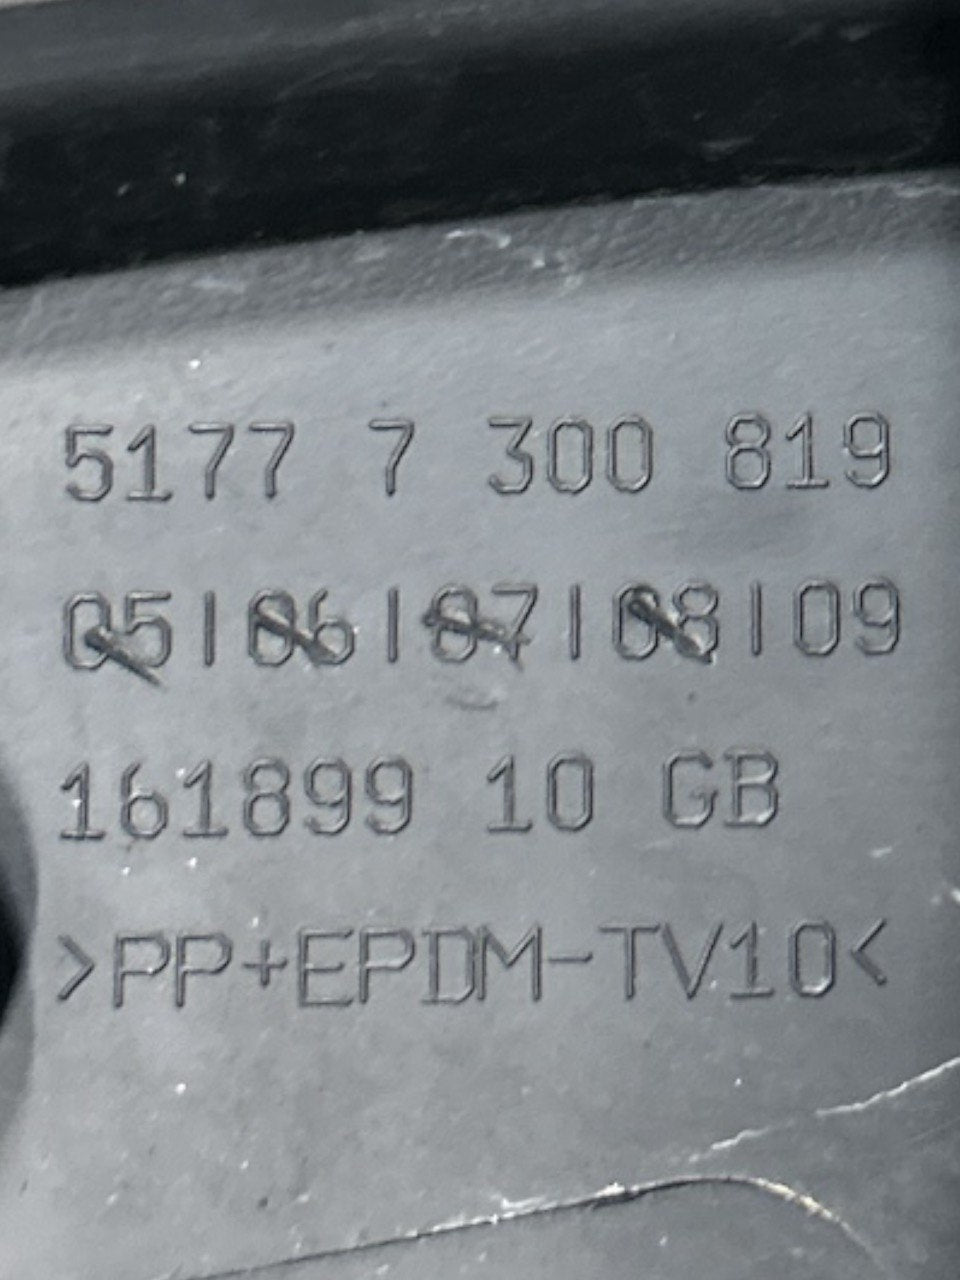 5177 7 300 819
05|06|07|08|09
161899 10 GB
>PP+EPDM-TV10<